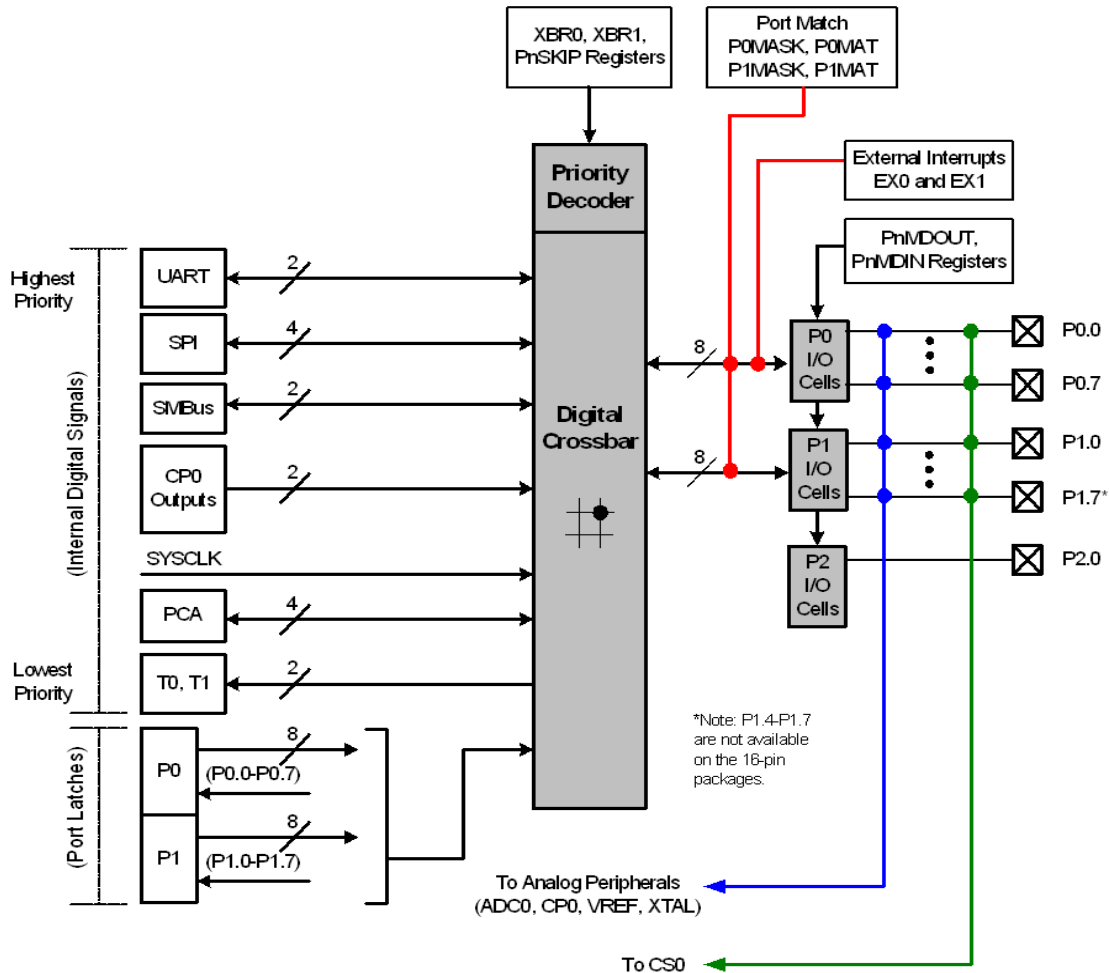 XBR0, XBR1,
PnSKIP Registers
Port Match
P0MASK, P0MAT
P1MASK, P1MAT
External Interrupts
EX0 and EX1
Priority
Decoder
PnMDOUT,
PnMDIN Registers
Highest
Priority
UART
2
SPI
4
SMBus
2
CP0
Outputs
2
SYSCLK
PCA
4
Lowest
Priority
T0, T1
2
(Internal Digital Signals)
Digital
Crossbar
8
8
P0
I/O
Cells
P1
I/O
Cells
P2
I/O
Cells
P0.0
P0.7
P1.0
P1.7*
P2.0
(Port Latches)
P0
8
(P0.0-P0.7)
P1
8
(P1.0-P1.7)
*Note: P1.4-P1.7
are not available
on the 16-pin
packages.
To Analog Peripherals
(ADC0, CP0, VREF, XTAL)
To CS0